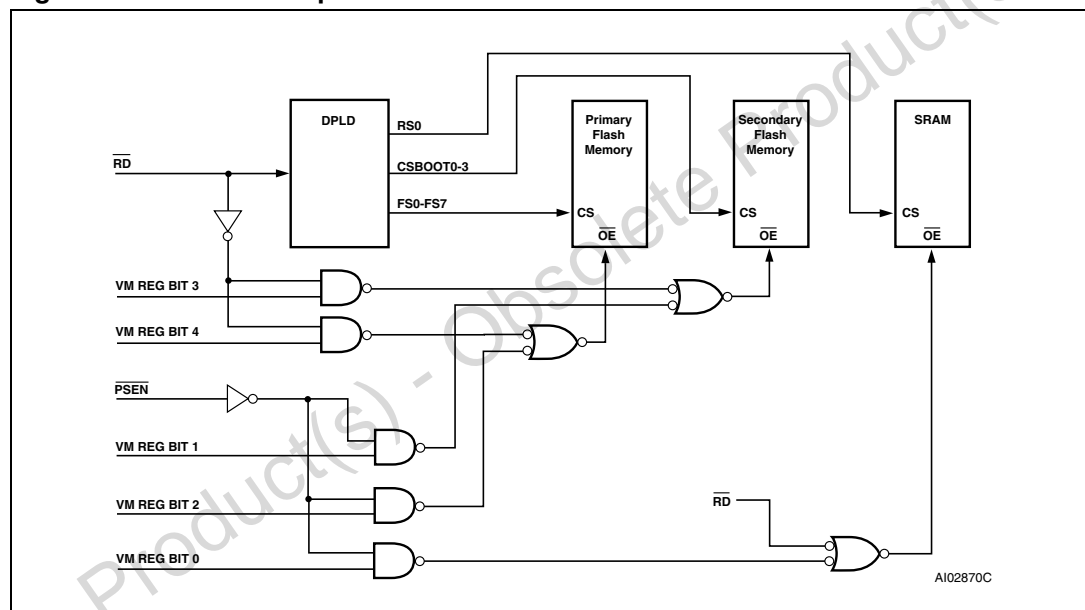 DPLD
RS0
CSBOOT0-3
FS0-FS7
Primary
Flash
Memory
CS
OE
Secondary
Flash
Memory
CS
OE
SRAM
CS
OE
RD
VM REG BIT 3
VM REG BIT 4
PSEN
VM REG BIT 1
VM REG BIT 2
VM REG BIT 0
RD
AI02870C
Product(s) - Obsolete Product(s)